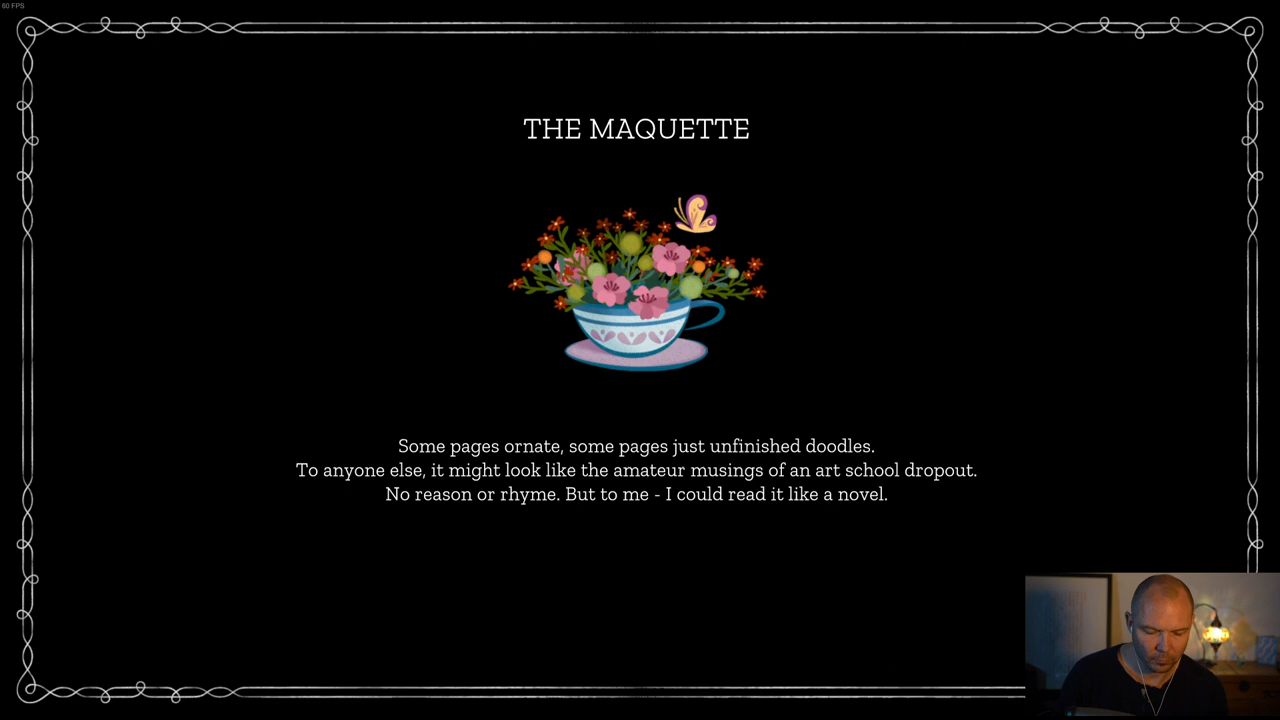 60 FPS
THE MAQUETTE
Some pages ornate, some pages just unfinished doodles.
To anyone else, it might look like the amateur musings of an art school dropout.
No reason or rhyme. But to me - I could read it like a novel.